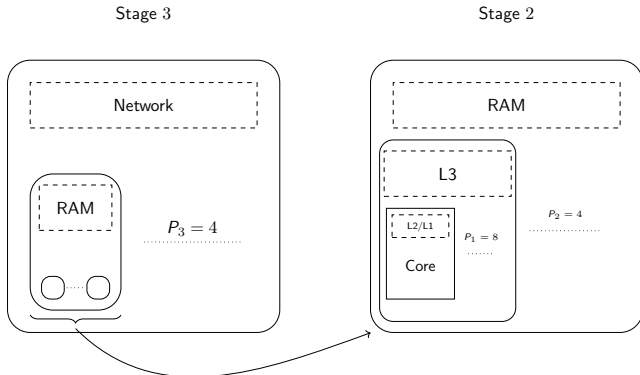 Stage 3
Stage 2
Network
RAM
RAM
L3
P₃ = 4
P₂ = 4
L2/L1
P₁ = 8
Core